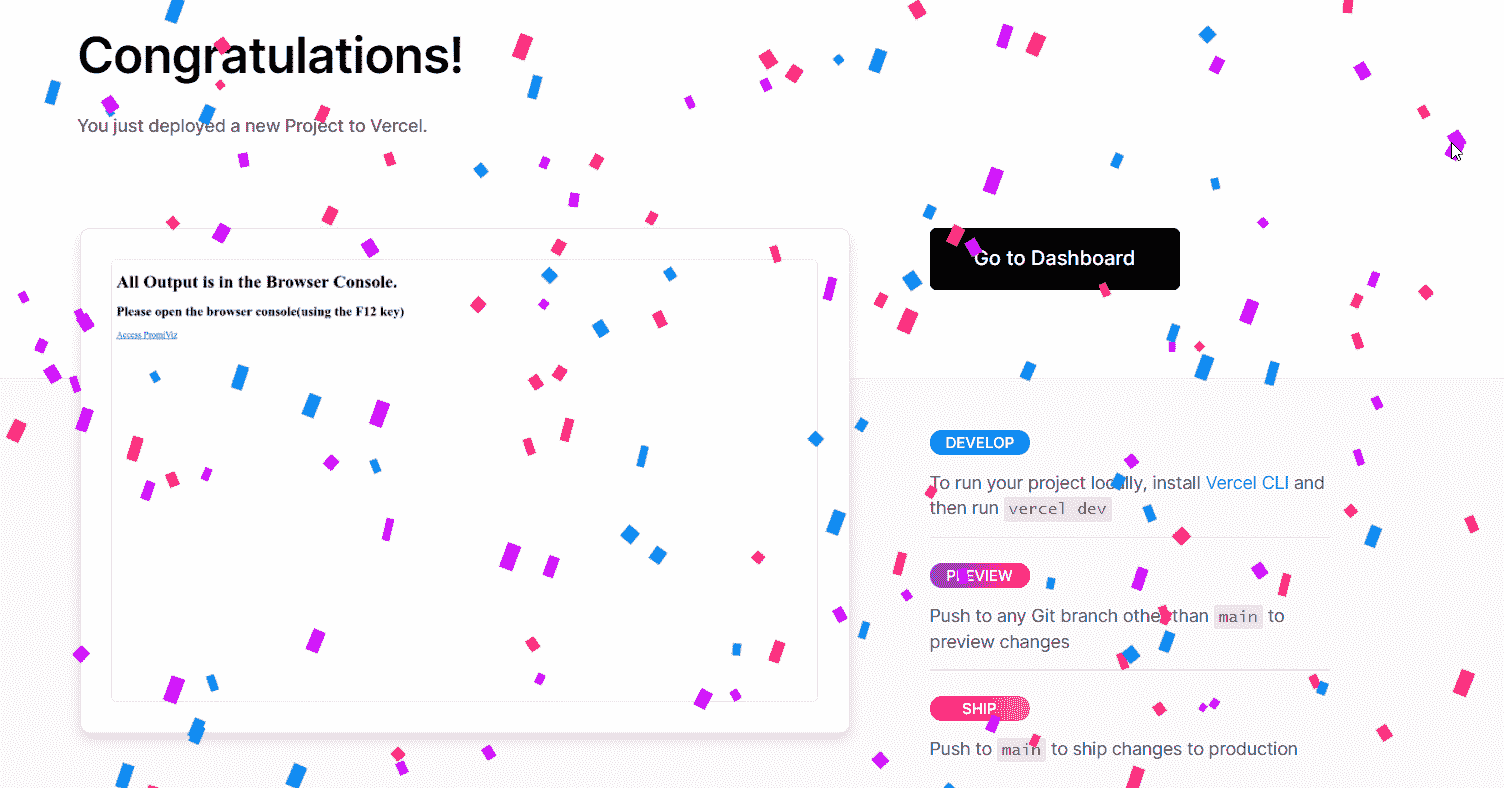 Congratulations!
You just deployed a new Project to Vercel.
All Output is in the Browser Console.
Please open the browser console(using the F12 key)
Access PromiViz
Go to Dashboard
DEVELOP
To run your project locally, install Vercel CLI and
then run vercel dev
PREVIEW
Push to any Git branch other than main to
preview changes
SHIP
Push to main to ship changes to production